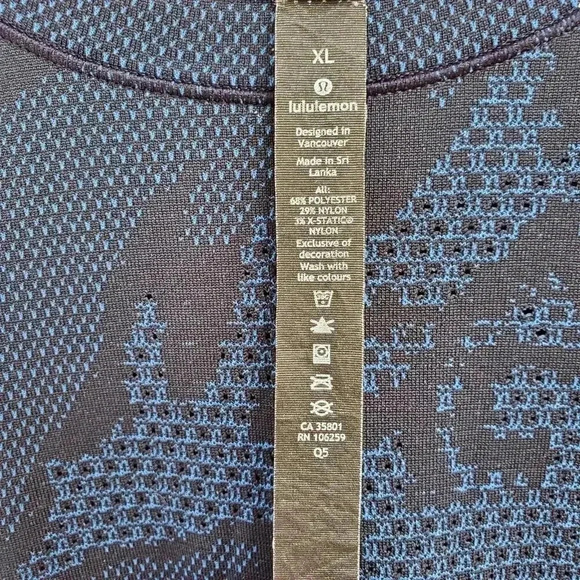 XL
lululemon
Designed in
Vancouver
Made in Sri
Lanka
All:
68% POLYESTER
29% NYLON
3% X-STATIC®
NYLON
Exclusive of
decoration
Wash with
like colours
CA 35801
RN 106259
Q5